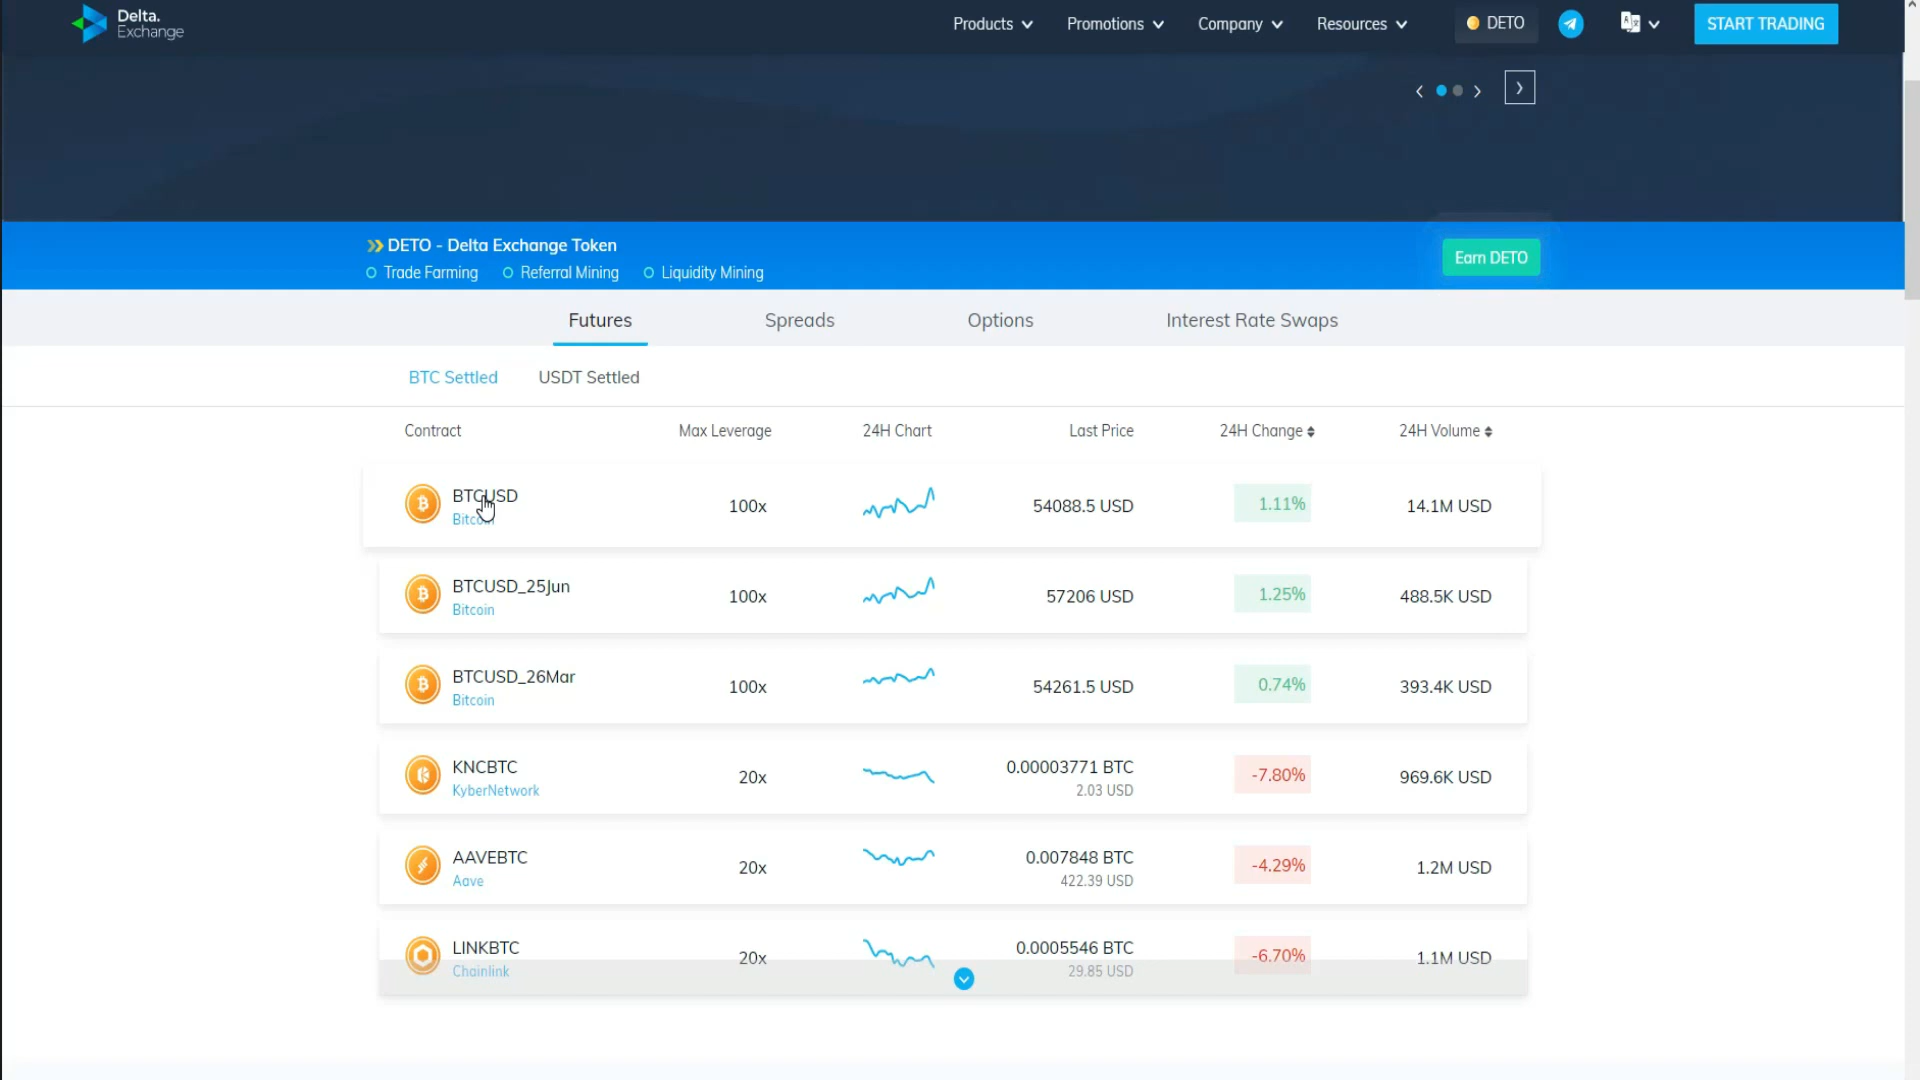 Delta.
Exchange
Products
Promotions
Company
Resources
DETO
START TRADING
DETO - Delta Exchange Token
Trade Farming
Referral Mining
Liquidity Mining
Earn DETO
Futures
Spreads
Options
Interest Rate Swaps
BTC Settled
USDT Settled
Contract
Max Leverage
24H Chart
Last Price
24H Change
24H Volume
BTCUSD
Bitcoin
100x
54088.5 USD
1.11%
14.1M USD
BTCUSD_25Jun
Bitcoin
100x
57206 USD
1.25%
488.5K USD
BTCUSD_26Mar
Bitcoin
100x
54261.5 USD
0.74%
393.4K USD
KNCBTC
KyberNetwork
20x
0.00003771 BTC
2.03 USD
-7.80%
969.6K USD
AAVEBTC
Aave
20x
0.007848 BTC
422.39 USD
-4.29%
1.2M USD
LINKBTC
Chainlink
20x
0.0005546 BTC
29.85 USD
-6.70%
1.1M USD